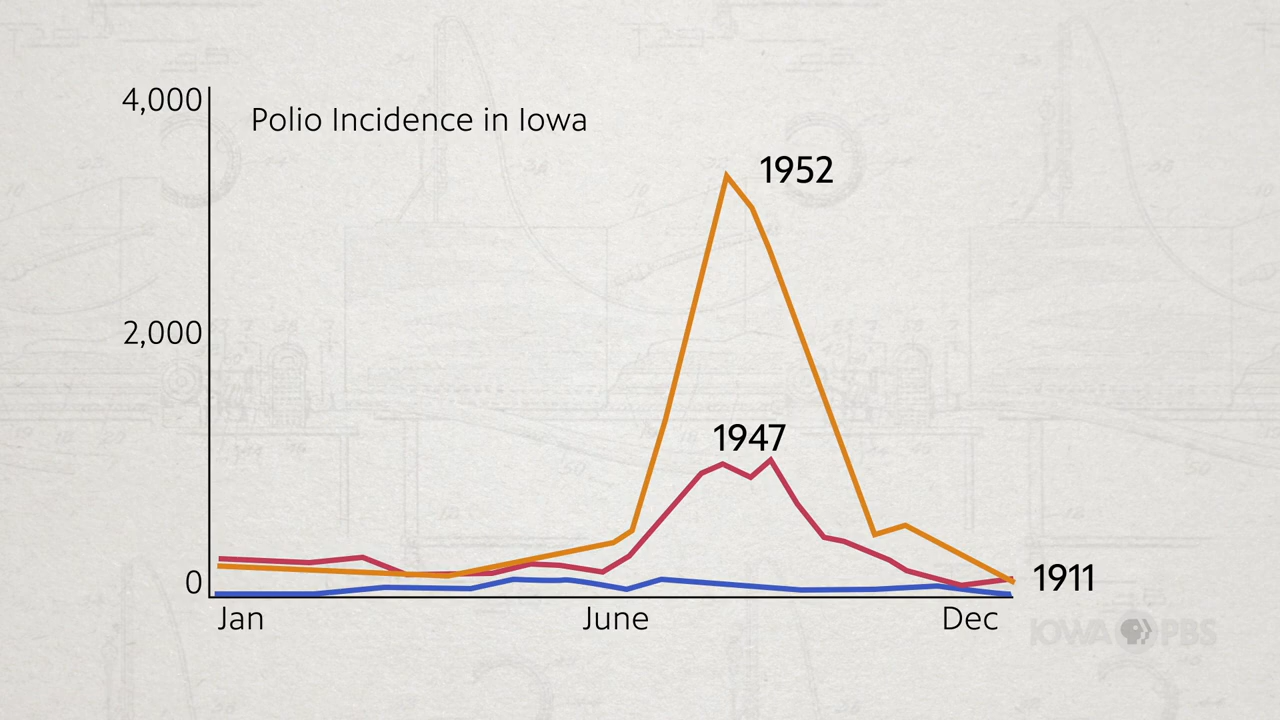 4,000
Polio Incidence in Iowa
1952
2,000
1947
0
1911
Jan
June
Dec
IOWA PBS